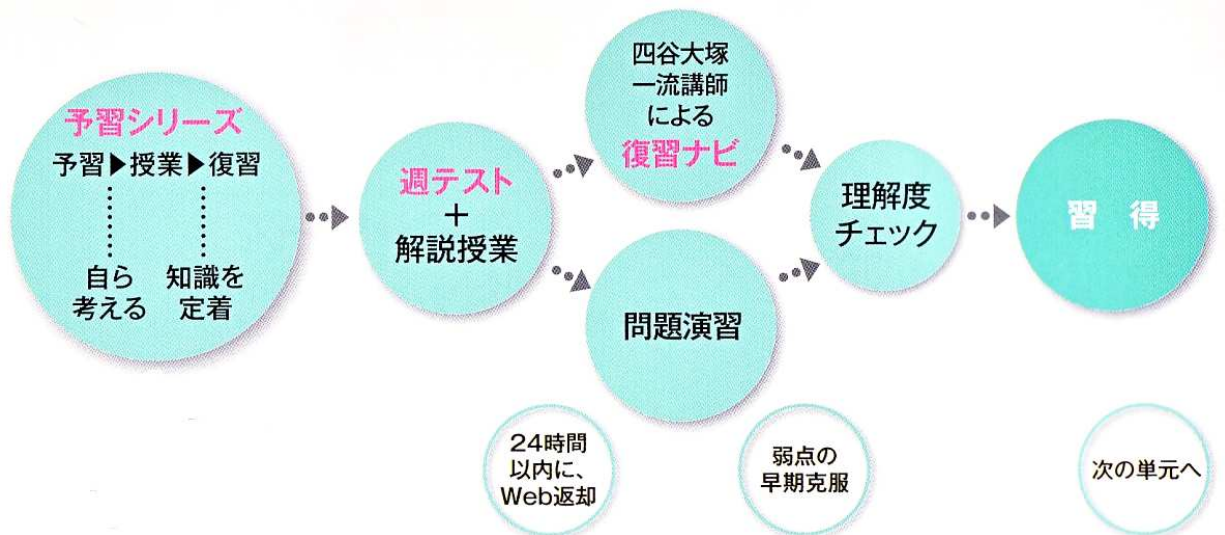 予習シリーズ
予習▶授業▶復習
自ら
考える
知識を
定着
週テスト
+
解説授業
四谷大塚
一流講師
による
復習ナビ
問題演習
理解度
チェック
習 得
24時間
以内に、
Web返却
弱点の
早期克服
次の単元へ